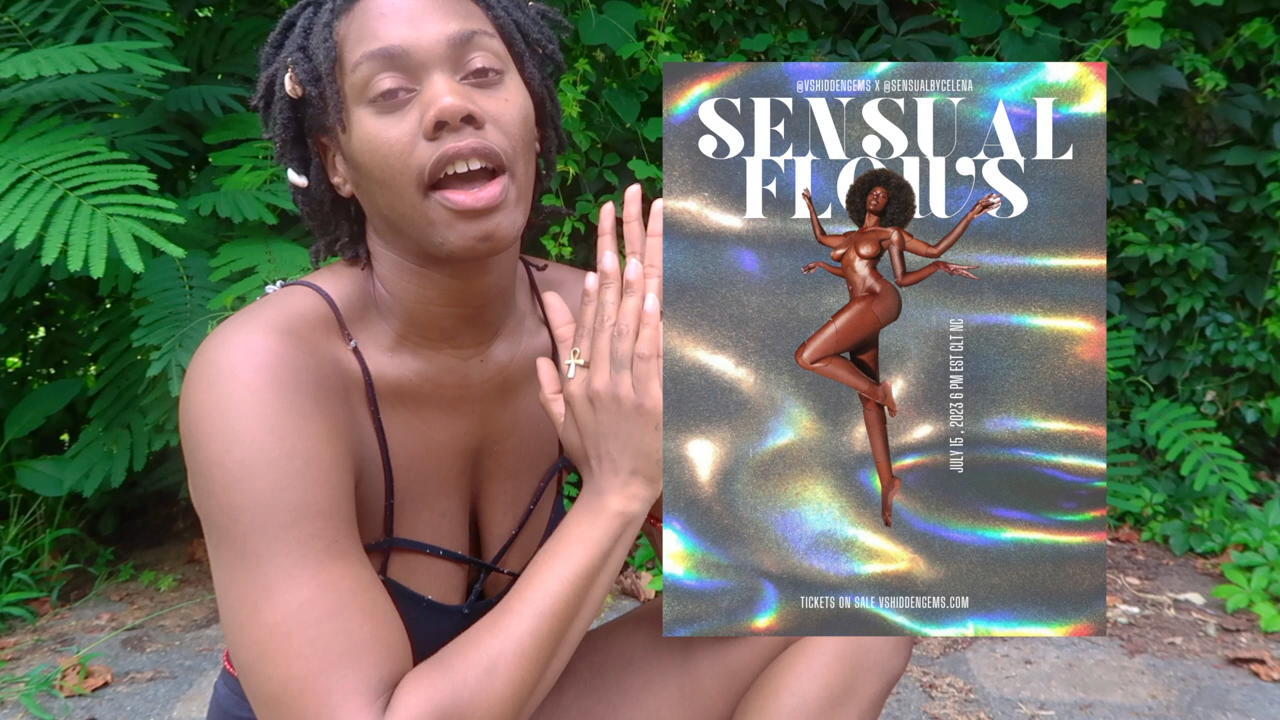 @VSHIDDENGEMS X @SENSUALBYCELENA
SENSUAL
FLOWS
JULY 15 , 2023 6 PM EST CLT NC
TICKETS ON SALE VSHIDDENGEMS.COM